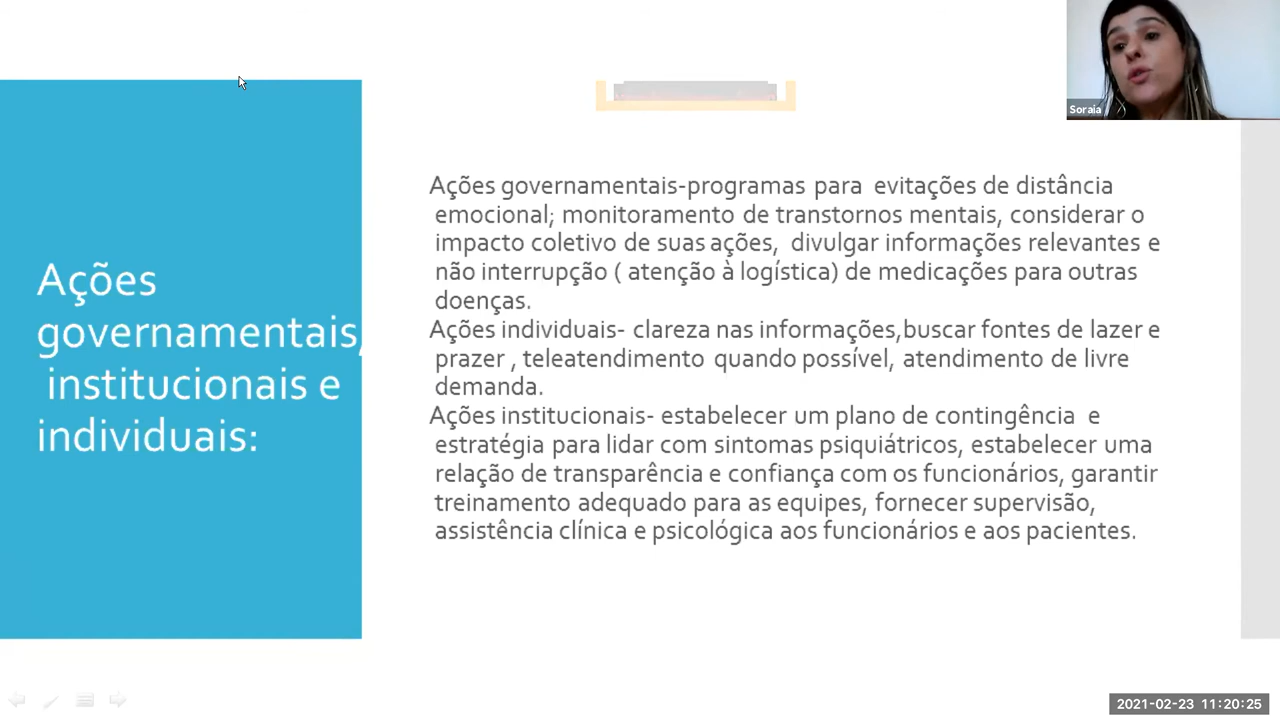 Soraia
Ações
governamentais,
institucionais e
individuais:
Ações governamentais-programas para evitações de distância
emocional; monitoramento de transtornos mentais, considerar o
impacto coletivo de suas ações, divulgar informações relevantes e
não interrupção ( atenção à logística) de medicações para outras
doenças.
Ações individuais- clareza nas informações,buscar fontes de lazer e
prazer , teleatendimento quando possível, atendimento de livre
demanda.
Ações institucionais- estabelecer um plano de contingência e
estratégia para lidar com sintomas psiquiátricos, estabelecer uma
relação de transparência e confiança com os funcionários, garantir
treinamento adequado para as equipes, fornecer supervisão,
assistência clínica e psicológica aos funcionários e aos pacientes.
2021-02-23 11:20:25